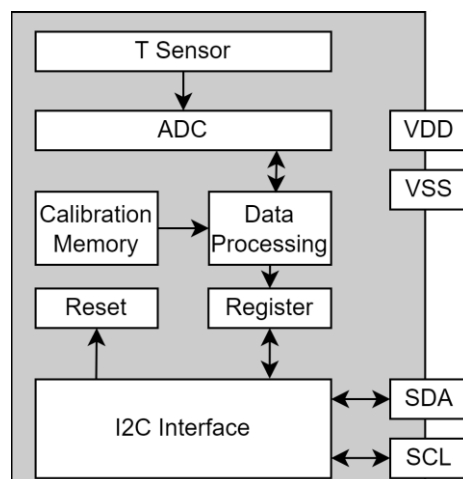 T Sensor
ADC
VDD
VSS
Calibration
Memory
Data
Processing
Reset
Register
I2C Interface
SDA
SCL